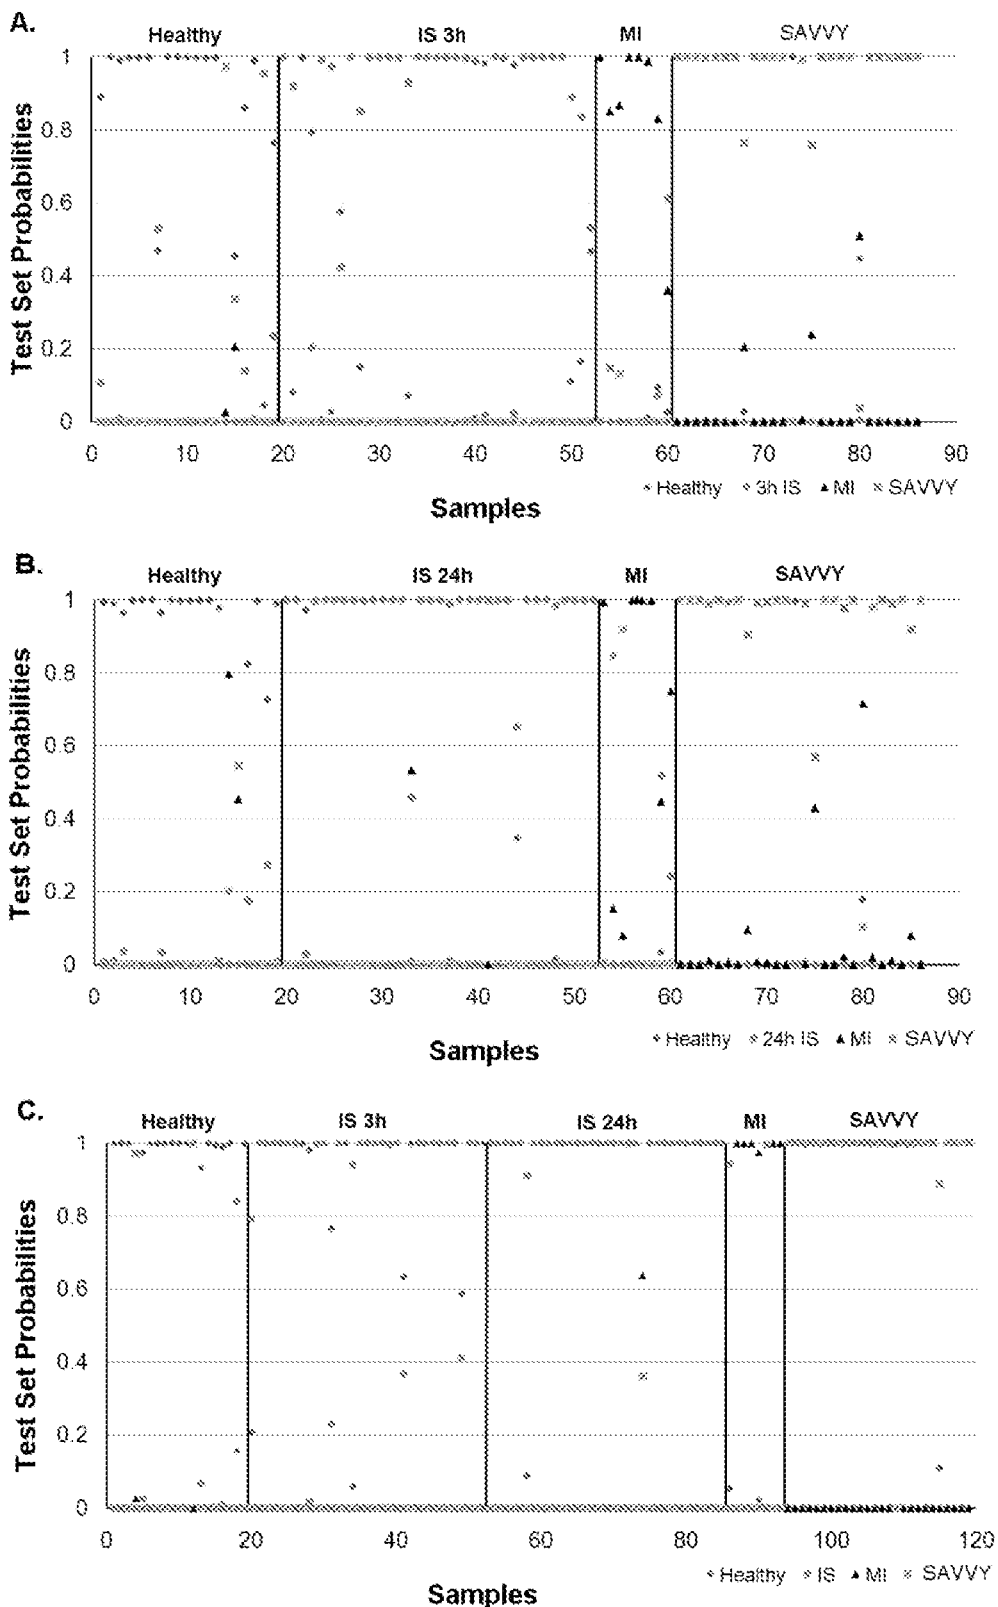 A.
Healthy IS 3h MI SAVVY
Test Set Probabilities
1
0.8
0.6
0.4
0.2
0
0 10 20 30 40 50 60 70 80 90
Healthy 3h IS MI SAVVY
Samples
B.
Healthy IS 24h MI SAVVY
Test Set Probabilities
1
0.8
0.6
0.4
0.2
0
0 10 20 30 40 50 60 70 80 90
Healthy 24h IS MI SAVVY
Samples
C.
Healthy IS 3h IS 24h MI SAVVY
Test Set Probabilities
1
0.8
0.6
0.4
0.2
0
0 20 40 60 80 100 120
Healthy IS MI SAVVY
Samples